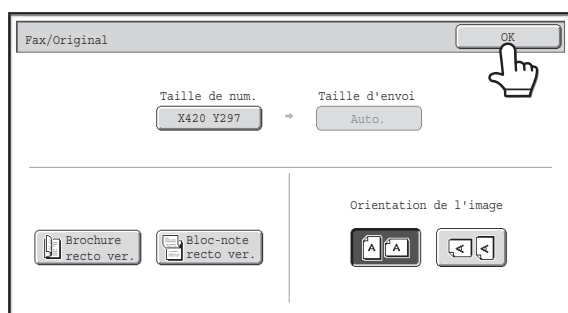 Fax/Original
OK
Taille de num.
Taille d'envoi
X420 Y297
Auto.
Orientation de l'image
Brochure
recto ver.
Bloc-note
recto ver.
A A
A A